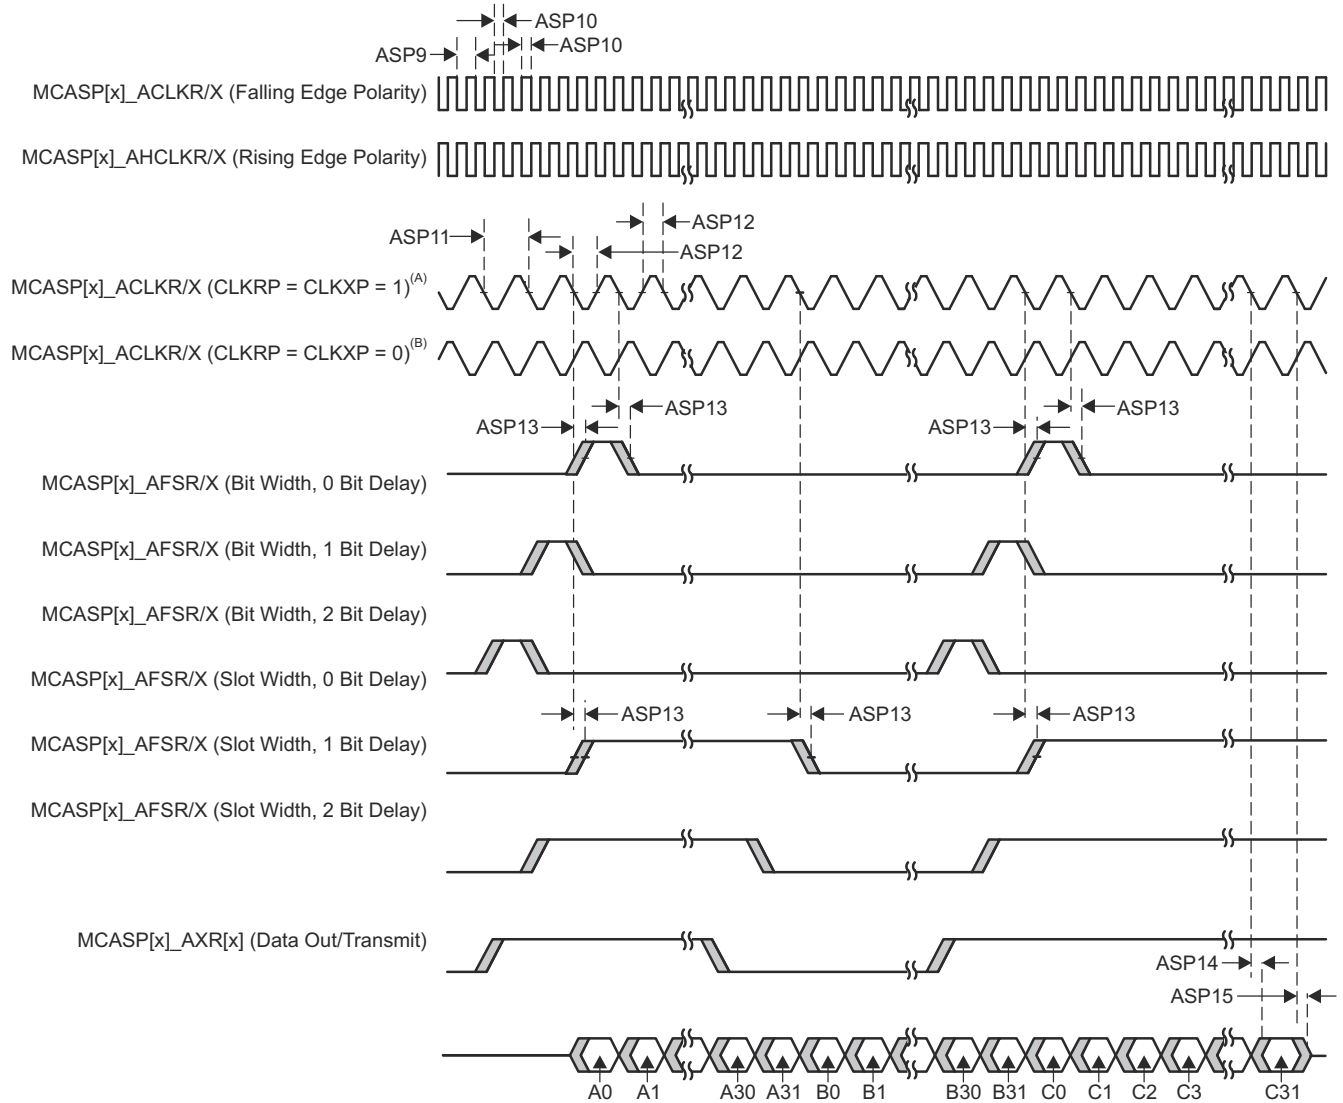 ASP10
ASP10
ASP9
MCASP[x]_ACLKR/X (Falling Edge Polarity)
MCASP[x]_AHCLKR/X (Rising Edge Polarity)
ASP12
ASP11
ASP12
MCASP[x]_ACLKR/X (CLKRP = CLKXP = 1)(A)
MCASP[x]_ACLKR/X (CLKRP = CLKXP = 0)(B)
ASP13 ASP13
ASP13 ASP13
MCASP[x]_AFSR/X (Bit Width, 0 Bit Delay)
MCASP[x]_AFSR/X (Bit Width, 1 Bit Delay)
MCASP[x]_AFSR/X (Bit Width, 2 Bit Delay)
MCASP[x]_AFSR/X (Slot Width, 0 Bit Delay)
ASP13 ASP13 ASP13
MCASP[x]_AFSR/X (Slot Width, 1 Bit Delay)
MCASP[x]_AFSR/X (Slot Width, 2 Bit Delay)
MCASP[x]_AXR[x] (Data Out/Transmit)
ASP14
ASP15
A0 A1 A30 A31 B0 B1 B30 B31 C0 C1 C2 C3 C31